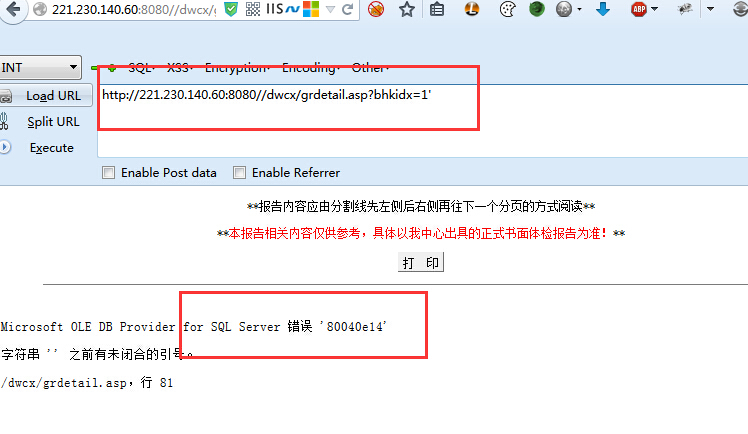 221.230.140.60:8080//dwcx/g
IIS
ABP
INT
SQL XSS Encryption Encoding Other
Load URL
http://221.230.140.60:8080//dwcx/grdetail.asp?bhkidx=1'
Split URL
Execute
Enable Post data Enable Referrer
**报告内容应由分割线先左侧后右侧再往下一个分页的方式阅读**
**本报告相关内容仅供参考，具体以我中心出具的正式书面体检报告为准！**
打 印
Microsoft OLE DB Provider for SQL Server 错误 '80040e14'
字符串 '' 之前有未闭合的引号。
/dwcx/grdetail.asp，行 81